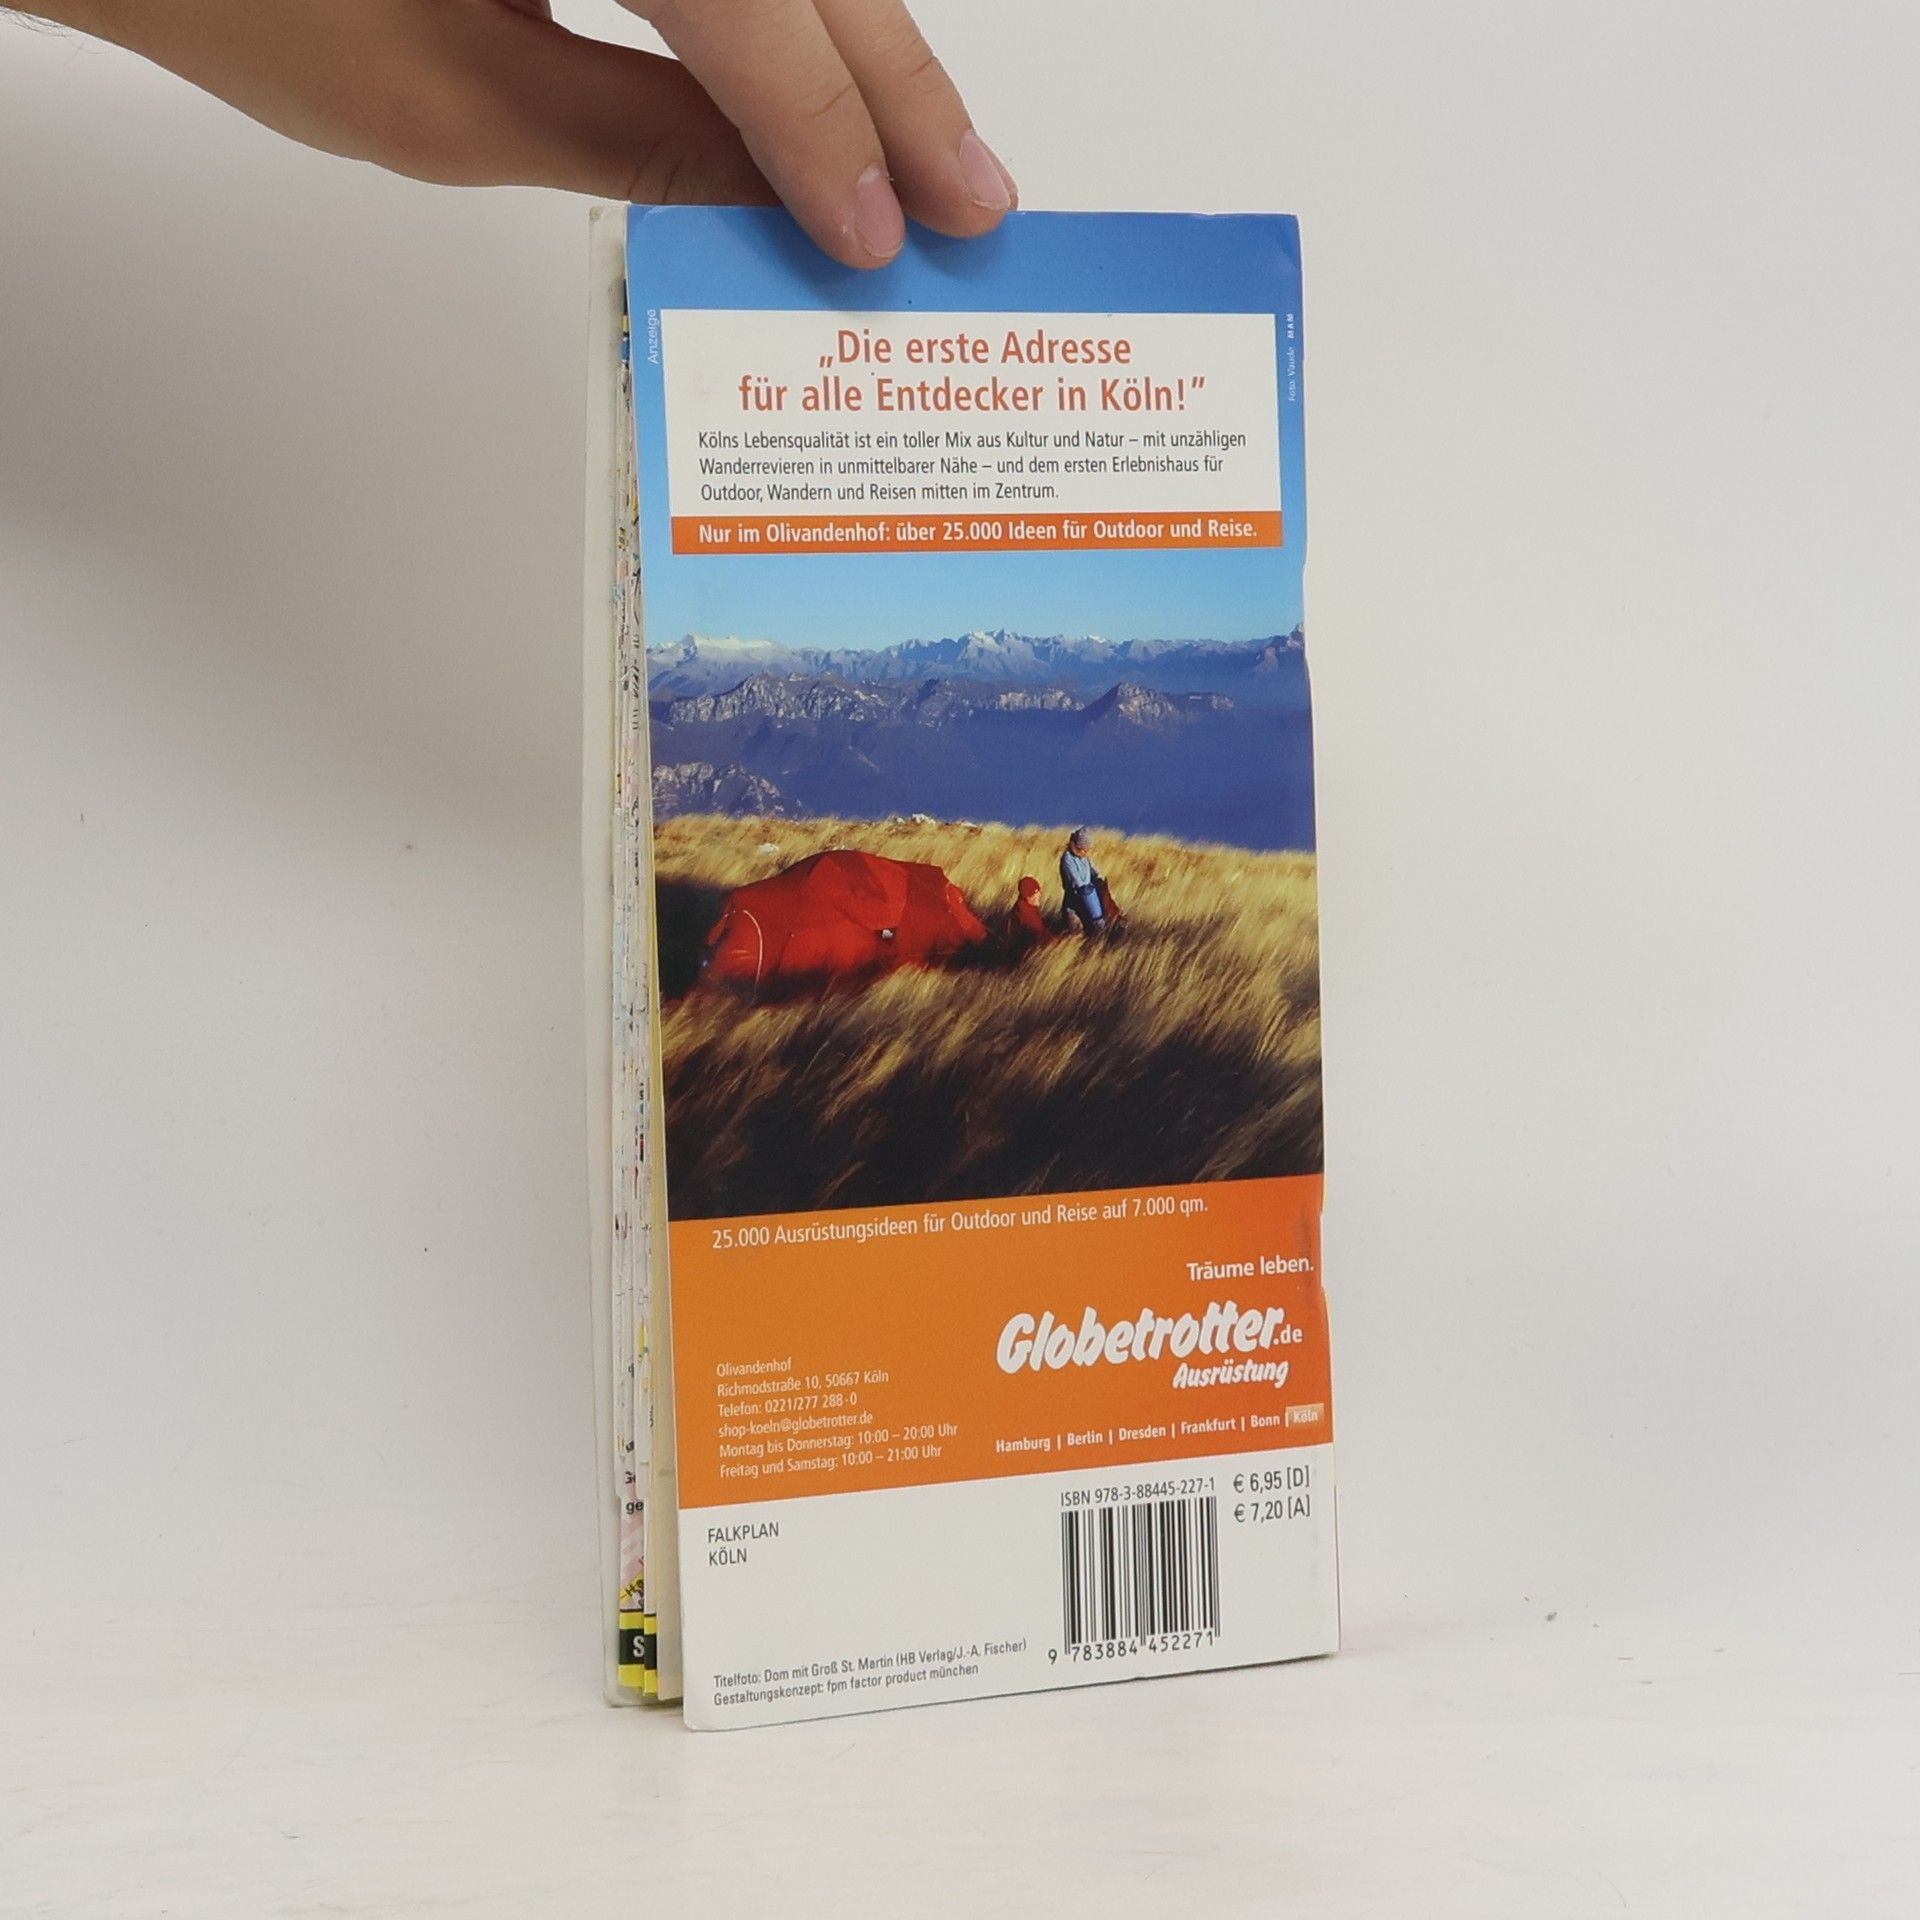 Anzeige
„Die erste Adresse
für alle Entdecker in Köln!”
Kölns Lebensqualität ist ein toller Mix aus Kultur und Natur – mit unzähligen
Wanderrevieren in unmittelbarer Nähe – und dem ersten Erlebnishaus für
Outdoor, Wandern und Reisen mitten im Zentrum.
Nur im Olivandenhof: über 25.000 Ideen für Outdoor und Reise.
Foto: Vaude MAM
25.000 Ausrüstungsideen für Outdoor und Reise auf 7.000 qm.
Träume leben.
Globetrotter.de
Ausrüstung
Olivandenhof
Richmodstraße 10, 50667 Köln
Telefon: 0221/277 288-0
shop-koeln@globetrotter.de
Montag bis Donnerstag: 10:00 – 20:00 Uhr
Freitag und Samstag: 10:00 – 21:00 Uhr
Hamburg | Berlin | Dresden | Frankfurt | Bonn | Köln
ISBN 978-3-88445-227-1
€ 6,95 [D]
€ 7,20 [A]
FALKPLAN
KÖLN
9 783884 452271
Titelfoto: Dom mit Groß St. Martin (HB Verlag/J.-A. Fischer)
Gestaltungskonzept: fpm factor product münchen
ge
S